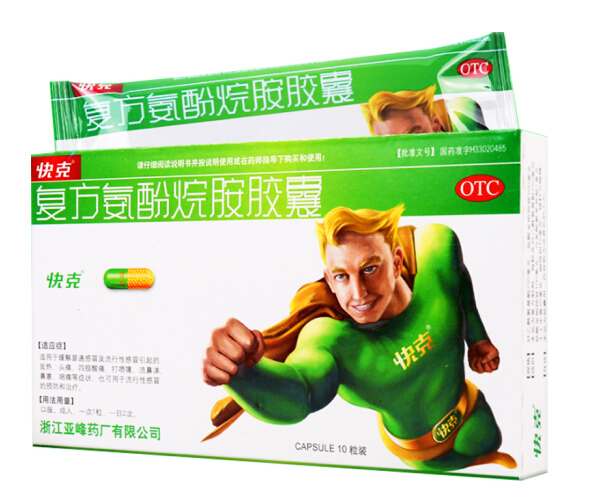 快克
复方氨酚烷胺胶囊
OTC
【批准文号】国药准字H33020485
快克
请仔细阅读说明书并按说明使用或在药师指导下购买和使用!
复方氨酚烷胺胶囊
OTC
快克
快克
【适应症】
适用于缓解普通感冒及流行性感冒引起的
发热、头痛、四肢酸痛、打喷嚏、流鼻涕、
鼻塞、咽痛等症状，也可用于流行性感冒
的预防和治疗。
【用法用量】
口服。成人，一次1粒，一日2次。
浙江亚峰药厂有限公司
CAPSULE 10粒装
快克
快克